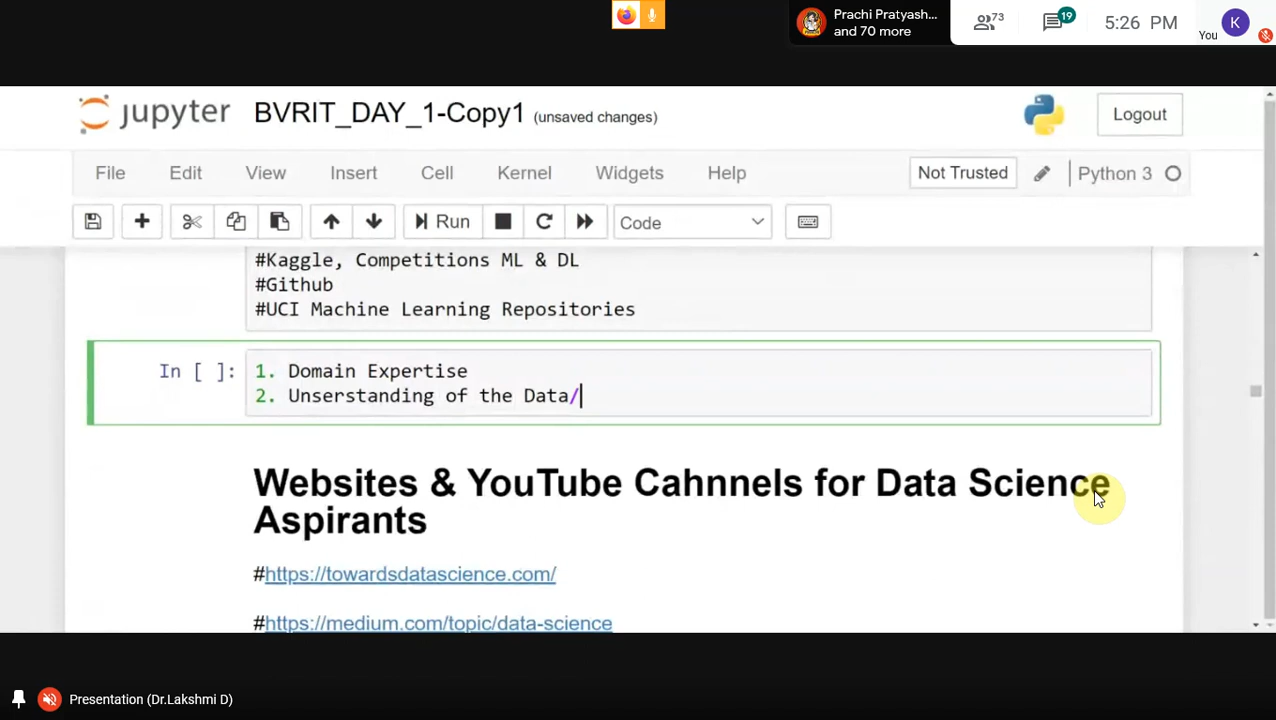 Prachi Pratyash...
and 70 more
73
19
5:26 PM
K
You
jupyter BVRIT_DAY_1-Copy1 (unsaved changes)
Logout
File Edit View Insert Cell Kernel Widgets Help
Not Trusted
Python 3
Run
Code
#Kaggle, Competitions ML & DL
#Github
#UCI Machine Learning Repositories
In [ ]: 1. Domain Expertise
2. Unserstanding of the Data/
Websites & YouTube Cahnnels for Data Science
Aspirants
#https://towardsdatascience.com/
#https://medium.com/topic/data-science
Presentation (Dr.Lakshmi D)